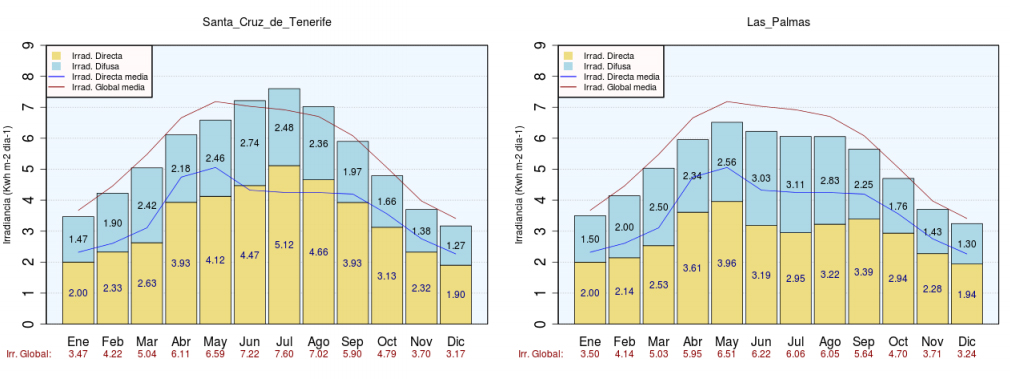 Santa_Cruz_de_Tenerife
Irradiancia (Kwh m-2 dia-1)
9
8
7
6
5
4
3
2
1
0
Irrad. Directa
Irrad. Difusa
Irrad. Directa media
Irrad. Global media
1.47 1.90 2.42 2.18 2.46 2.74 2.48 2.36 1.97 1.66 1.38 1.27
2.00 2.33 2.63 3.93 4.12 4.47 5.12 4.66 3.93 3.13 2.32 1.90
Ene Feb Mar Abr May Jun Jul Ago Sep Oct Nov Dic
Irr. Global: 3.47 4.22 5.04 6.11 6.59 7.22 7.60 7.02 5.90 4.79 3.70 3.17
Las_Palmas
Irradiancia (Kwh m-2 dia-1)
9
8
7
6
5
4
3
2
1
0
Irrad. Directa
Irrad. Difusa
Irrad. Directa media
Irrad. Global media
1.50 2.00 2.50 2.34 2.56 3.03 3.11 2.83 2.25 1.76 1.43 1.30
2.00 2.14 2.53 3.61 3.96 3.19 2.95 3.22 3.39 2.94 2.28 1.94
Ene Feb Mar Abr May Jun Jul Ago Sep Oct Nov Dic
Irr. Global: 3.50 4.14 5.03 5.95 6.51 6.22 6.06 6.05 5.64 4.70 3.71 3.24